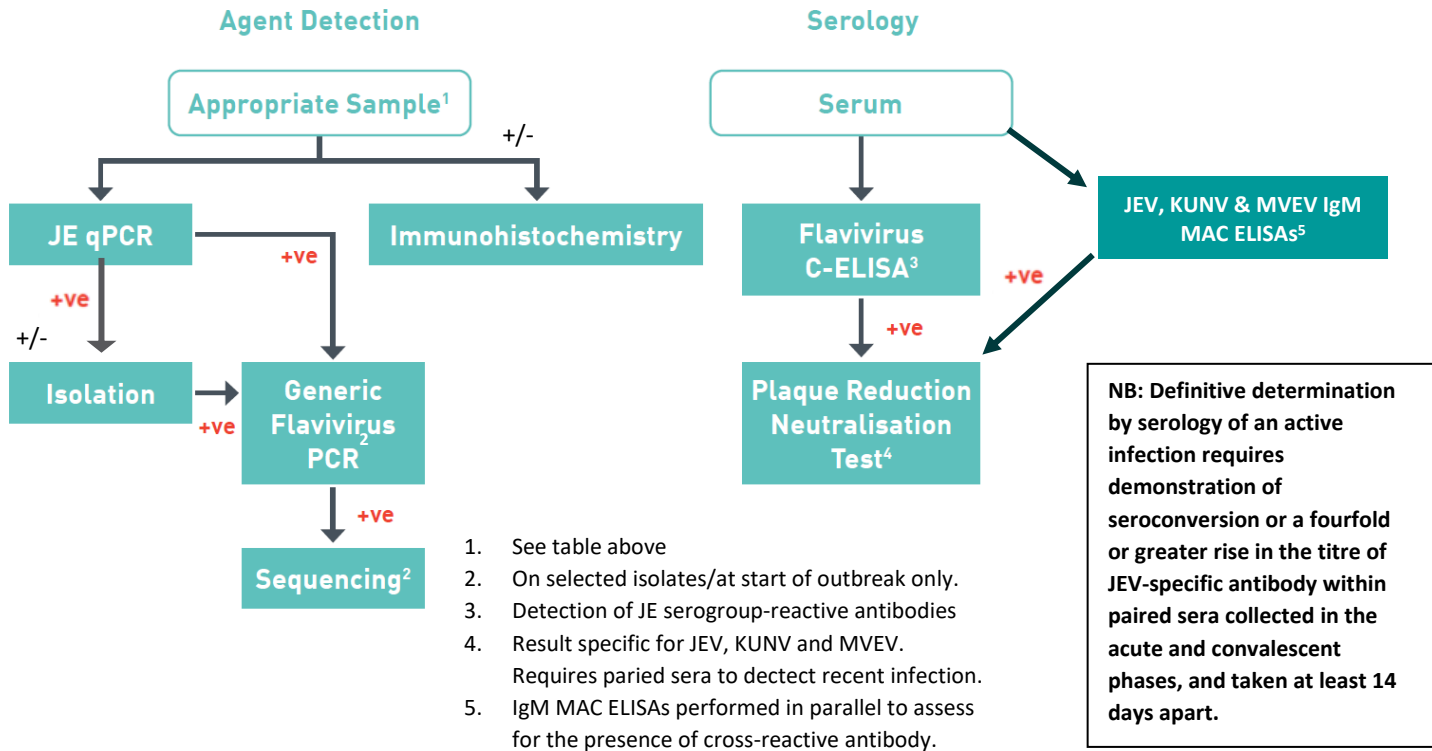 Agent Detection
Appropriate Sample1
+/-
JE qPCR
Immunohistochemistry
+ve
+ve
+/-
Isolation
+ve
Generic
Flavivirus
PCR2
+ve
Sequencing2
Serology
Serum
Flavivirus
C-ELISA3
JEV, KUNV & MVEV IgM
MAC ELISAs5
+ve
+ve
Plaque Reduction
Neutralisation
Test4
1. See table above
2. On selected isolates/at start of outbreak only.
3. Detection of JE serogroup-reactive antibodies
4. Result specific for JEV, KUNV and MVEV.
Requires paried sera to dectect recent infection.
5. IgM MAC ELISAs performed in parallel to assess
for the presence of cross-reactive antibody.
NB: Definitive determination
by serology of an active
infection requires
demonstration of
seroconversion or a fourfold
or greater rise in the titre of
JEV-specific antibody within
paired sera collected in the
acute and convalescent
phases, and taken at least 14
days apart.